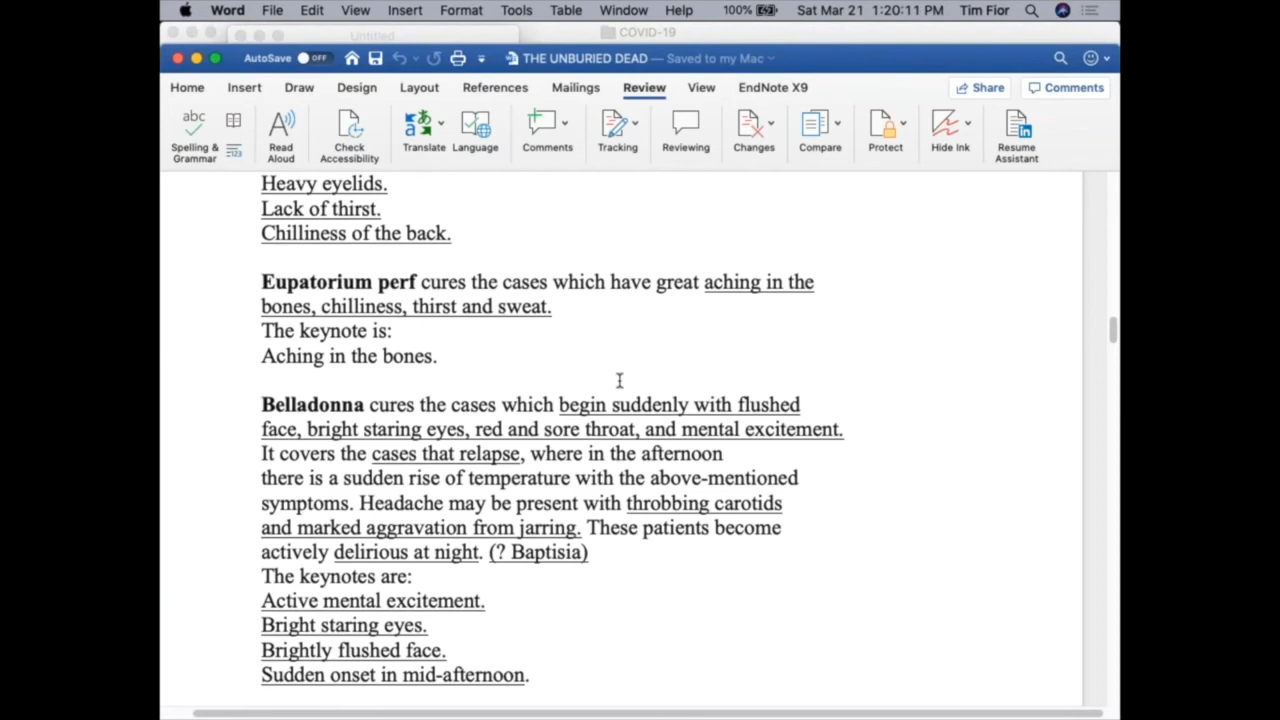 Word File Edit View Insert Format Tools Table Window Help 100% Sat Mar 21 1:20:11 PM Tim Fior
Untitled COVID-19
AutoSave OFF THE UNBURIED DEAD — Saved to my Mac
Home Insert Draw Design Layout References Mailings Review View EndNote X9 Share Comments
abc
Spelling & Grammar 123 Read Aloud Check Accessibility Translate Language Comments Tracking Reviewing Changes Compare Protect Hide Ink Resume Assistant
Heavy eyelids.
Lack of thirst.
Chilliness of the back.
Eupatorium perf cures the cases which have great aching in the
bones, chilliness, thirst and sweat.
The keynote is:
Aching in the bones.
Belladonna cures the cases which begin suddenly with flushed
face, bright staring eyes, red and sore throat, and mental excitement.
It covers the cases that relapse, where in the afternoon
there is a sudden rise of temperature with the above-mentioned
symptoms. Headache may be present with throbbing carotids
and marked aggravation from jarring. These patients become
actively delirious at night. (? Baptisia)
The keynotes are:
Active mental excitement.
Bright staring eyes.
Brightly flushed face.
Sudden onset in mid-afternoon.